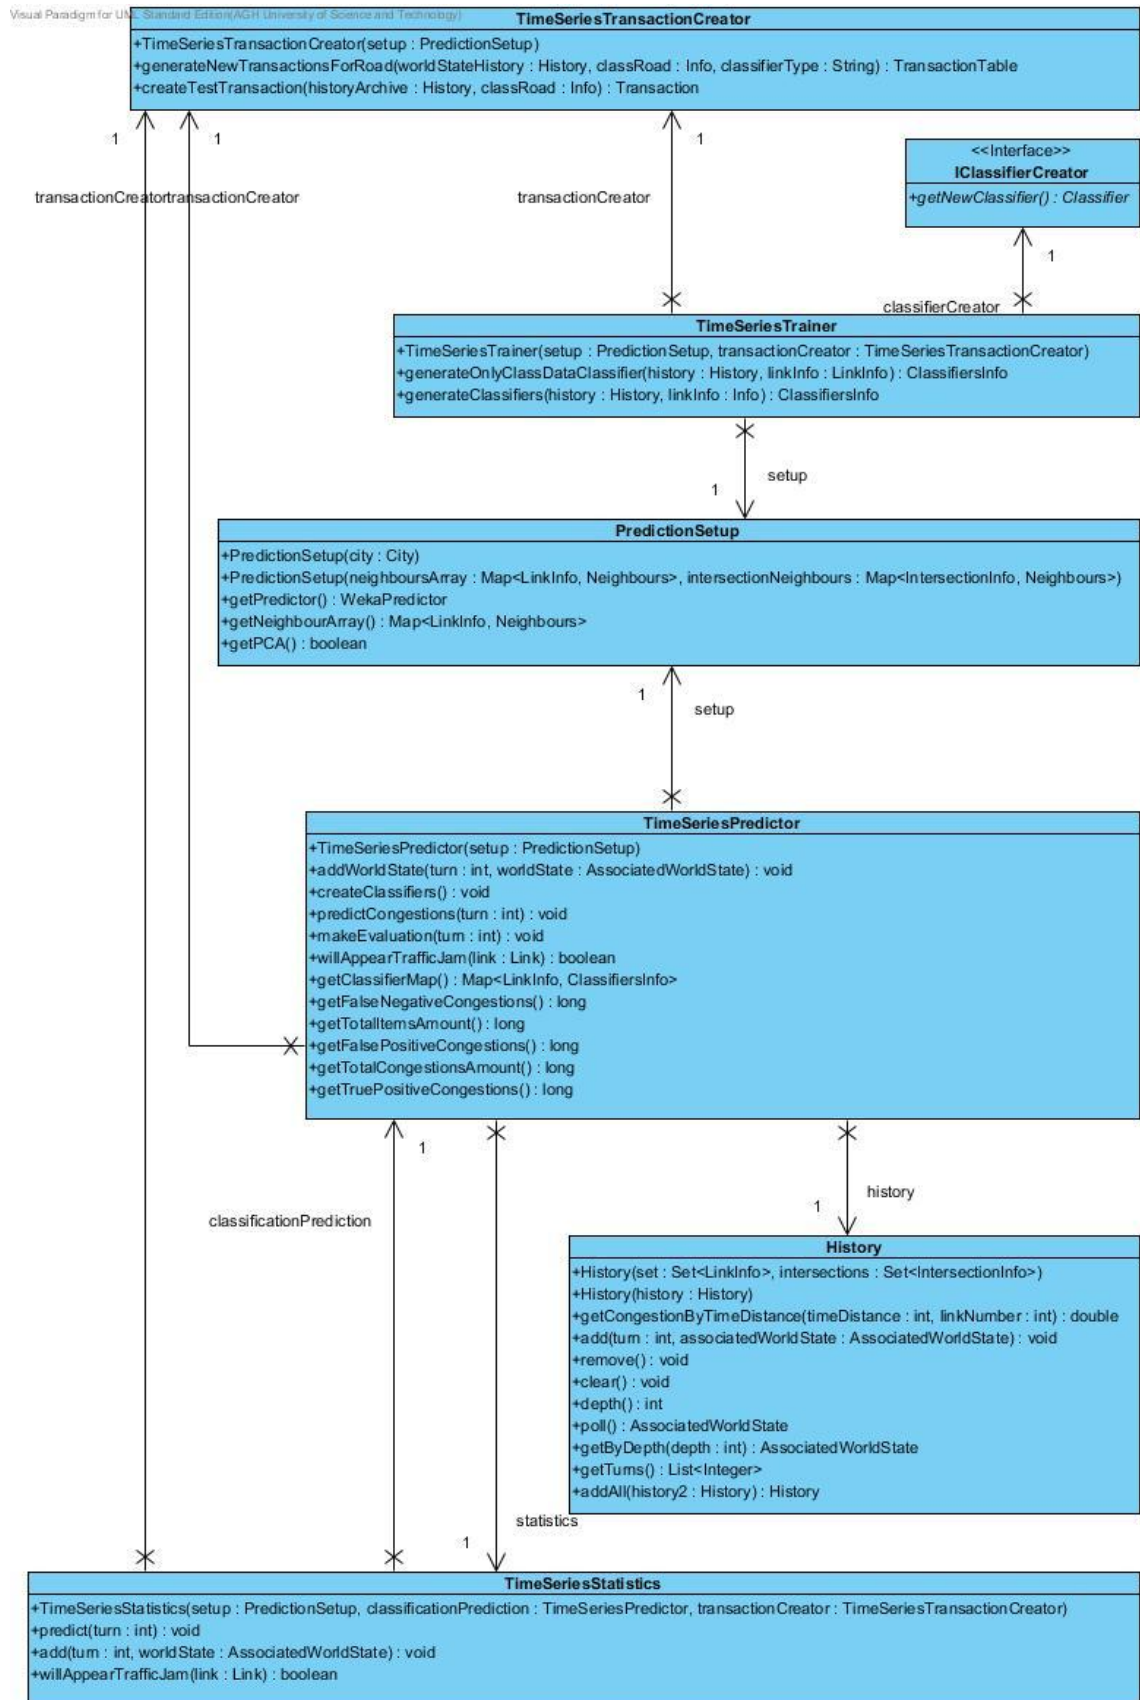 Visual Paradigm for UML Standard Edition(AGH University of Science and Technology)
TimeSeriesTransactionCreator
+TimeSeriesTransactionCreator(setup : PredictionSetup)
+generateNewTransactionsForRoad(worldStateHistory : History, classRoad : Info, classifierType : String) : TransactionTable
+createTestTransaction(historyArchive : History, classRoad : Info) : Transaction
1
1
1
<<Interface>>
IClassifierCreator
+getNewClassifier() : Classifier
transactionCreator
transactionCreator
transactionCreator
1
classifierCreator
TimeSeriesTrainer
+TimeSeriesTrainer(setup : PredictionSetup, transactionCreator : TimeSeriesTransactionCreator)
+generateOnlyClassDataClassifier(history : History, linkInfo : LinkInfo) : ClassifiersInfo
+generateClassifiers(history : History, linkInfo : Info) : ClassifiersInfo
setup
1
PredictionSetup
+PredictionSetup(city : City)
+PredictionSetup(neighboursArray : Map<LinkInfo, Neighbours>, intersectionNeighbours : Map<IntersectionInfo, Neighbours>)
+getPredictor() : WekaPredictor
+getNeighbourArray() : Map<LinkInfo, Neighbours>
+getPCA() : boolean
1
setup
TimeSeriesPredictor
+TimeSeriesPredictor(setup : PredictionSetup)
+addWorldState(turn : int, worldState : AssociatedWorldState) : void
+createClassifiers() : void
+predictCongestions(turn : int) : void
+makeEvaluation(turn : int) : void
+willAppearTrafficJam(link : Link) : boolean
+getClassifierMap() : Map<LinkInfo, ClassifiersInfo>
+getFalseNegativeCongestions() : long
+getTotalItemsAmount() : long
+getFalsePositiveCongestions() : long
+getTotalCongestionsAmount() : long
+getTruePositiveCongestions() : long
1
history
1
classificationPrediction
History
+History(set : Set<LinkInfo>, intersections : Set<IntersectionInfo>)
+History(history : History)
+getCongestionByTimeDistance(timeDistance : int, linkNumber : int) : double
+add(turn : int, associatedWorldState : AssociatedWorldState) : void
+remove() : void
+clear() : void
+depth() : int
+poll() : AssociatedWorldState
+getByDepth(depth : int) : AssociatedWorldState
+getTurns() : List<Integer>
+addAll(history2 : History) : History
statistics
1
TimeSeriesStatistics
+TimeSeriesStatistics(setup : PredictionSetup, classificationPrediction : TimeSeriesPredictor, transactionCreator : TimeSeriesTransactionCreator)
+predict(turn : int) : void
+add(turn : int, worldState : AssociatedWorldState) : void
+willAppearTrafficJam(link : Link) : boolean